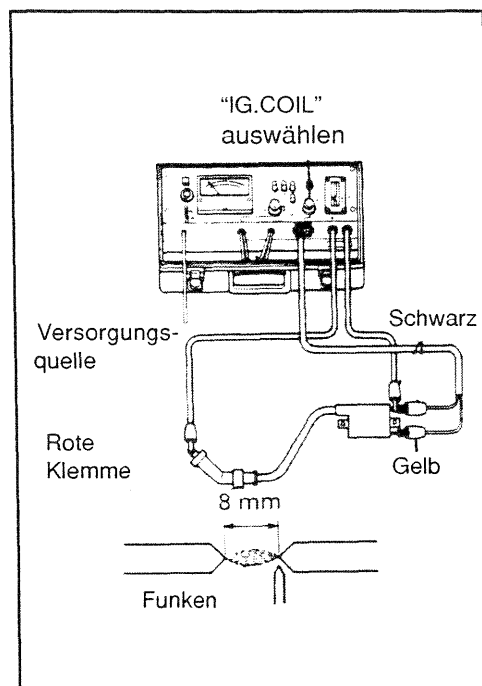 "IG.COIL"
auswählen
Versorgungs-
quelle
Schwarz
Rote
Klemme
Gelb
8 mm
Funken